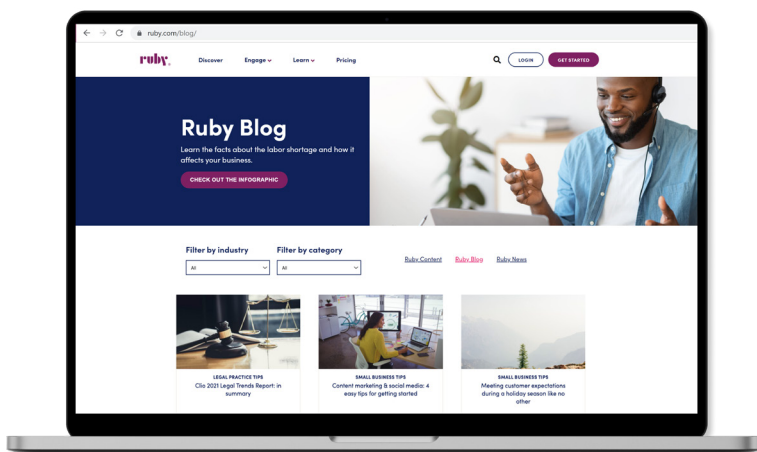 ruby.com/blog/
ruby
Discover Engage Learn Pricing LOGIN GET STARTED
Ruby Blog
Learn the facts about the labor shortage and how it
affects your business.
CHECK OUT THE INFOGRAPHIC
Filter by industry Filter by category
All All Ruby Content Ruby Blog Ruby News
LEGAL PRACTICE TIPS
Clio 2021 Legal Trends Report: in
summary
SMALL BUSINESS TIPS
Content marketing & social media: 4
easy tips for getting started
SMALL BUSINESS TIPS
Meeting customer expectations
during a holiday season like no
other